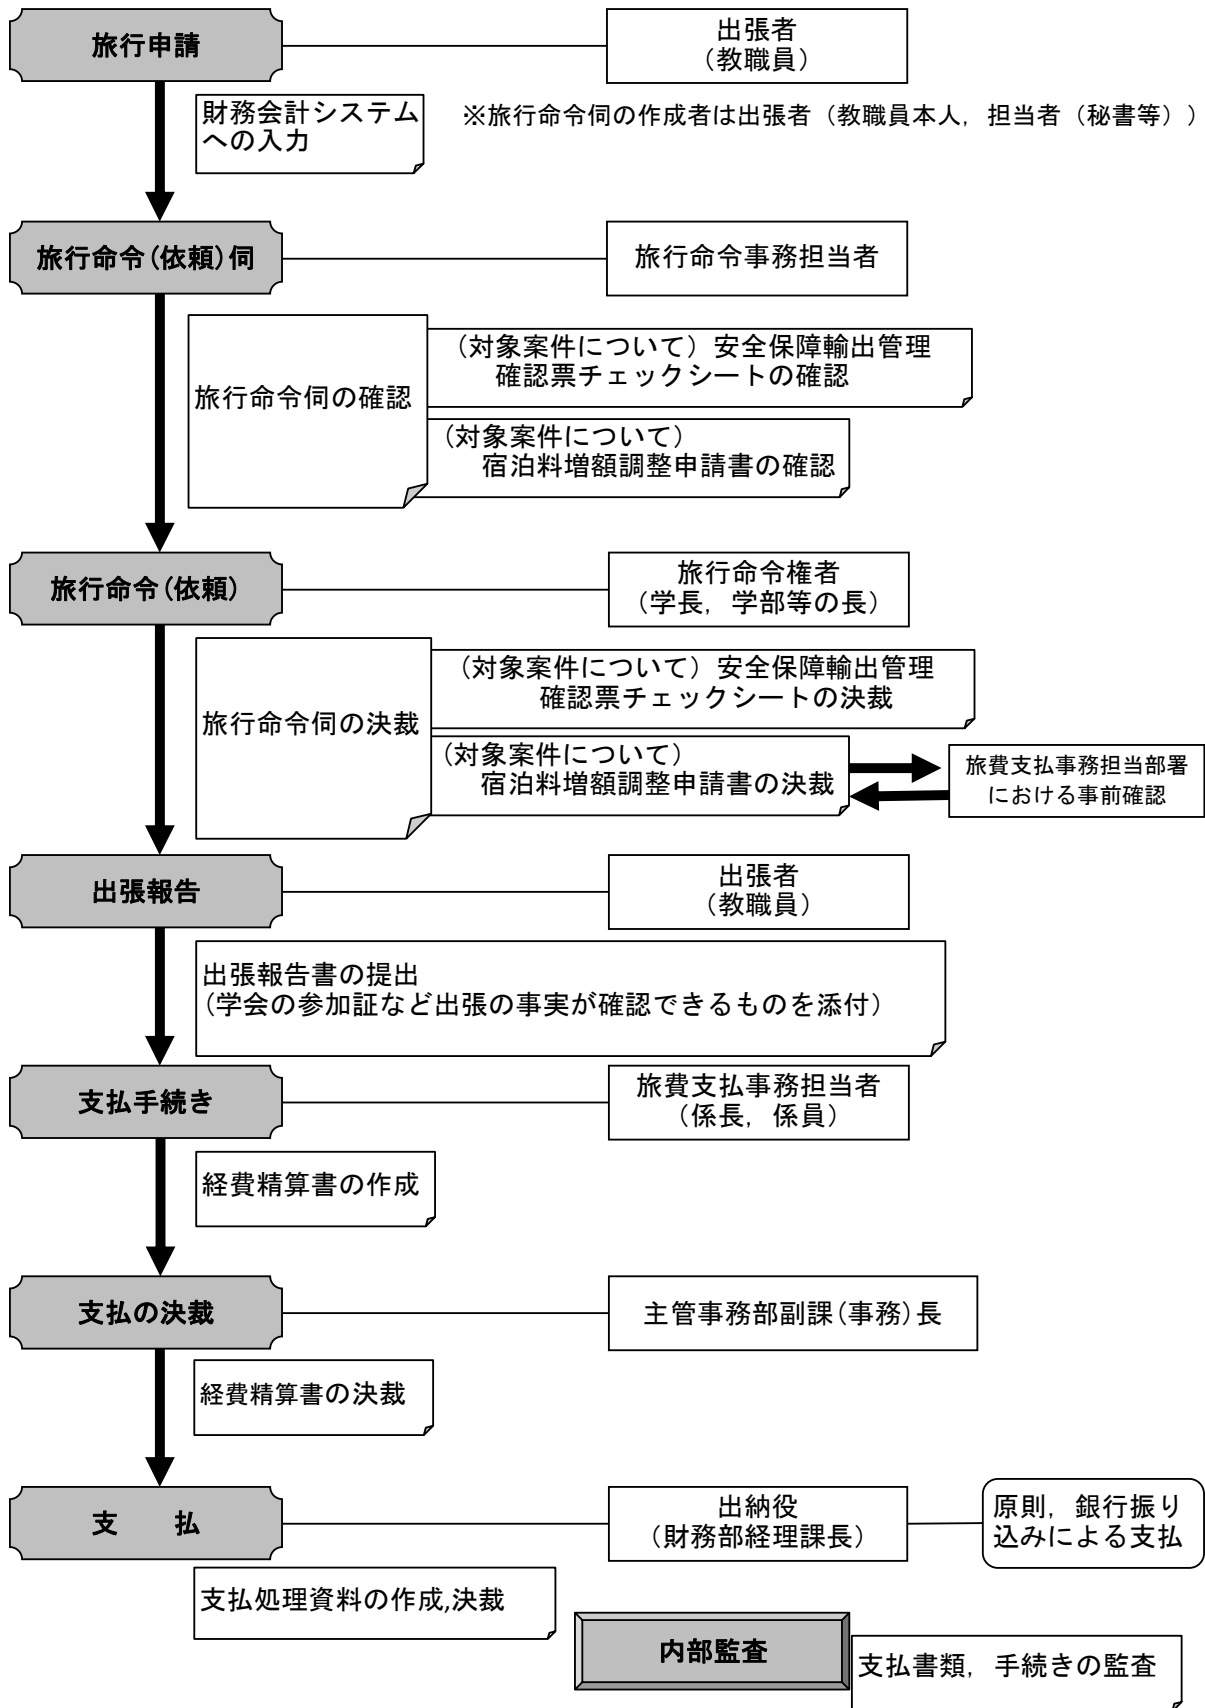 旅行申請
出張者
（教職員）
財務会計システム
への入力
※旅行命令伺の作成者は出張者（教職員本人，担当者（秘書等））
旅行命令(依頼)伺
旅行命令事務担当者
旅行命令伺の確認
（対象案件について）安全保障輸出管理
確認票チェックシートの確認
（対象案件について）
宿泊料増額調整申請書の確認
旅行命令(依頼)
旅行命令権者
（学長，学部等の長）
旅行命令伺の決裁
（対象案件について）安全保障輸出管理
確認票チェックシートの決裁
（対象案件について）
宿泊料増額調整申請書の決裁
旅費支払事務担当部署
における事前確認
出張報告
出張者
（教職員）
出張報告書の提出
（学会の参加証など出張の事実が確認できるものを添付）
支払手続き
旅費支払事務担当者
（係長，係員）
経費精算書の作成
支払の決裁
主管事務部副課(事務)長
経費精算書の決裁
支　　払
出納役
（財務部経理課長）
原則，銀行振り
込みによる支払
支払処理資料の作成,決裁
内部監査
支払書類，手続きの監査